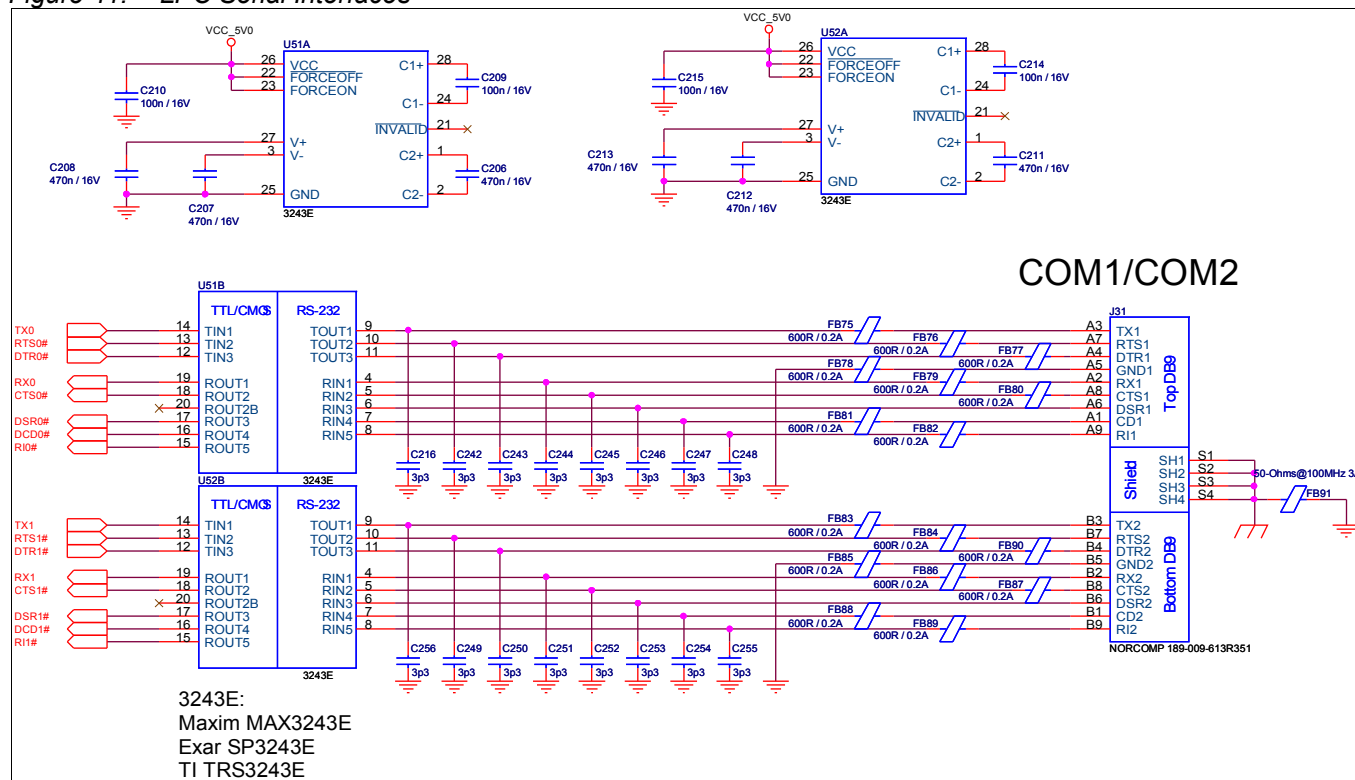 VCC_5V0
U51A
26 VCC
22 FORCEOFF
23 FORCEON
C1+ 28
C1- 24
INVALID 21
27 V+
3 V-
C2+ 1
25 GND
C2- 2
3243E
C210
100n / 16V
C209
100n / 16V
C208
470n / 16V
C207
470n / 16V
C206
470n / 16V
VCC_5V0
U52A
26 VCC
22 FORCEOFF
23 FORCEON
C1+ 28
C1- 24
INVALID 21
27 V+
3 V-
C2+ 1
25 GND
C2- 2
3243E
C215
100n / 16V
C214
100n / 16V
C213
470n / 16V
C212
470n / 16V
C211
470n / 16V
COM1/COM2
U51B
TTL/CMOS RS-232
TX0 14 TIN1 TOUT1 9
RTS0# 13 TIN2 TOUT2 10
DTR0# 12 TIN3 TOUT3 11
RX0 19 ROUT1 RIN1 4
CTS0# 18 ROUT2 RIN2 5
20 ROUT2B RIN3 6
DSR0# 17 ROUT3 RIN4 7
DCD0# 16 ROUT4 RIN5 8
RI0# 15 ROUT5
3243E
C216 C242 C243 C244 C245 C246 C247 C248
3p3 3p3 3p3 3p3 3p3 3p3 3p3 3p3
FB75
600R / 0.2A
FB76
600R / 0.2A
FB77
600R / 0.2A
FB78
600R / 0.2A
FB79
600R / 0.2A
FB80
600R / 0.2A
FB81
600R / 0.2A
FB82
600R / 0.2A
J31
A3 TX1
A7 RTS1
A4 DTR1
A5 GND1
A2 RX1
A8 CTS1
A6 DSR1
A1 CD1
A9 RI1
Top DB9
Shield
SH1 S1
SH2 S2
SH3 S3
SH4 S4
FB91
U52B
TTL/CMOS RS-232
TX1 14 TIN1 TOUT1 9
RTS1# 13 TIN2 TOUT2 10
DTR1# 12 TIN3 TOUT3 11
RX1 19 ROUT1 RIN1 4
CTS1# 18 ROUT2 RIN2 5
20 ROUT2B RIN3 6
DSR1# 17 ROUT3 RIN4 7
DCD1# 16 ROUT4 RIN5 8
RI1# 15 ROUT5
3243E
C256 C249 C250 C251 C252 C253 C254 C255
3p3 3p3 3p3 3p3 3p3 3p3 3p3 3p3
FB83
600R / 0.2A
FB84
600R / 0.2A
FB90
600R / 0.2A
FB85
600R / 0.2A
FB86
600R / 0.2A
FB87
600R / 0.2A
FB88
600R / 0.2A
FB89
600R / 0.2A
B3 TX2
B7 RTS2
B4 DTR2
B5 GND2
B2 RX2
B8 CTS2
B6 DSR2
B1 CD2
B9 RI2
Bottom DB9
NORCOMP 189-009-613R351
3243E:
Maxim MAX3243E
Exar SP3243E
TI TRS3243E